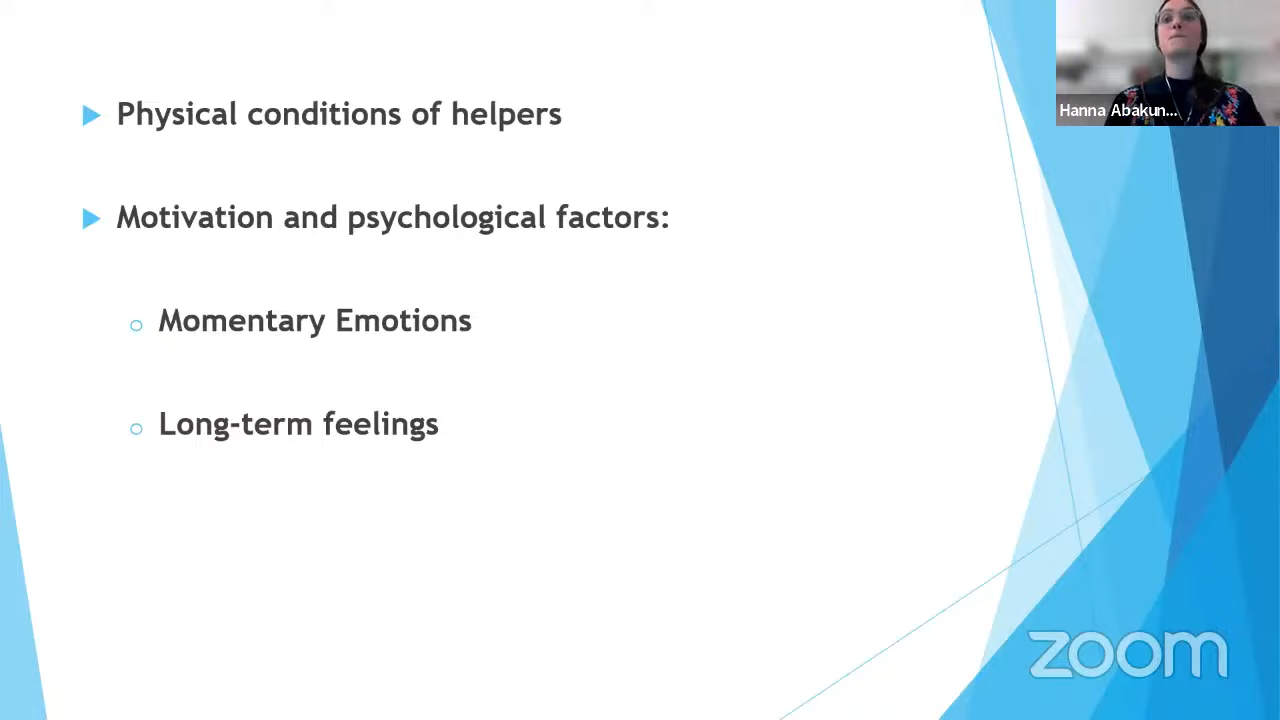 Physical conditions of helpers
Motivation and psychological factors:
Momentary Emotions
Long-term feelings
Hanna Abakun...
zoom